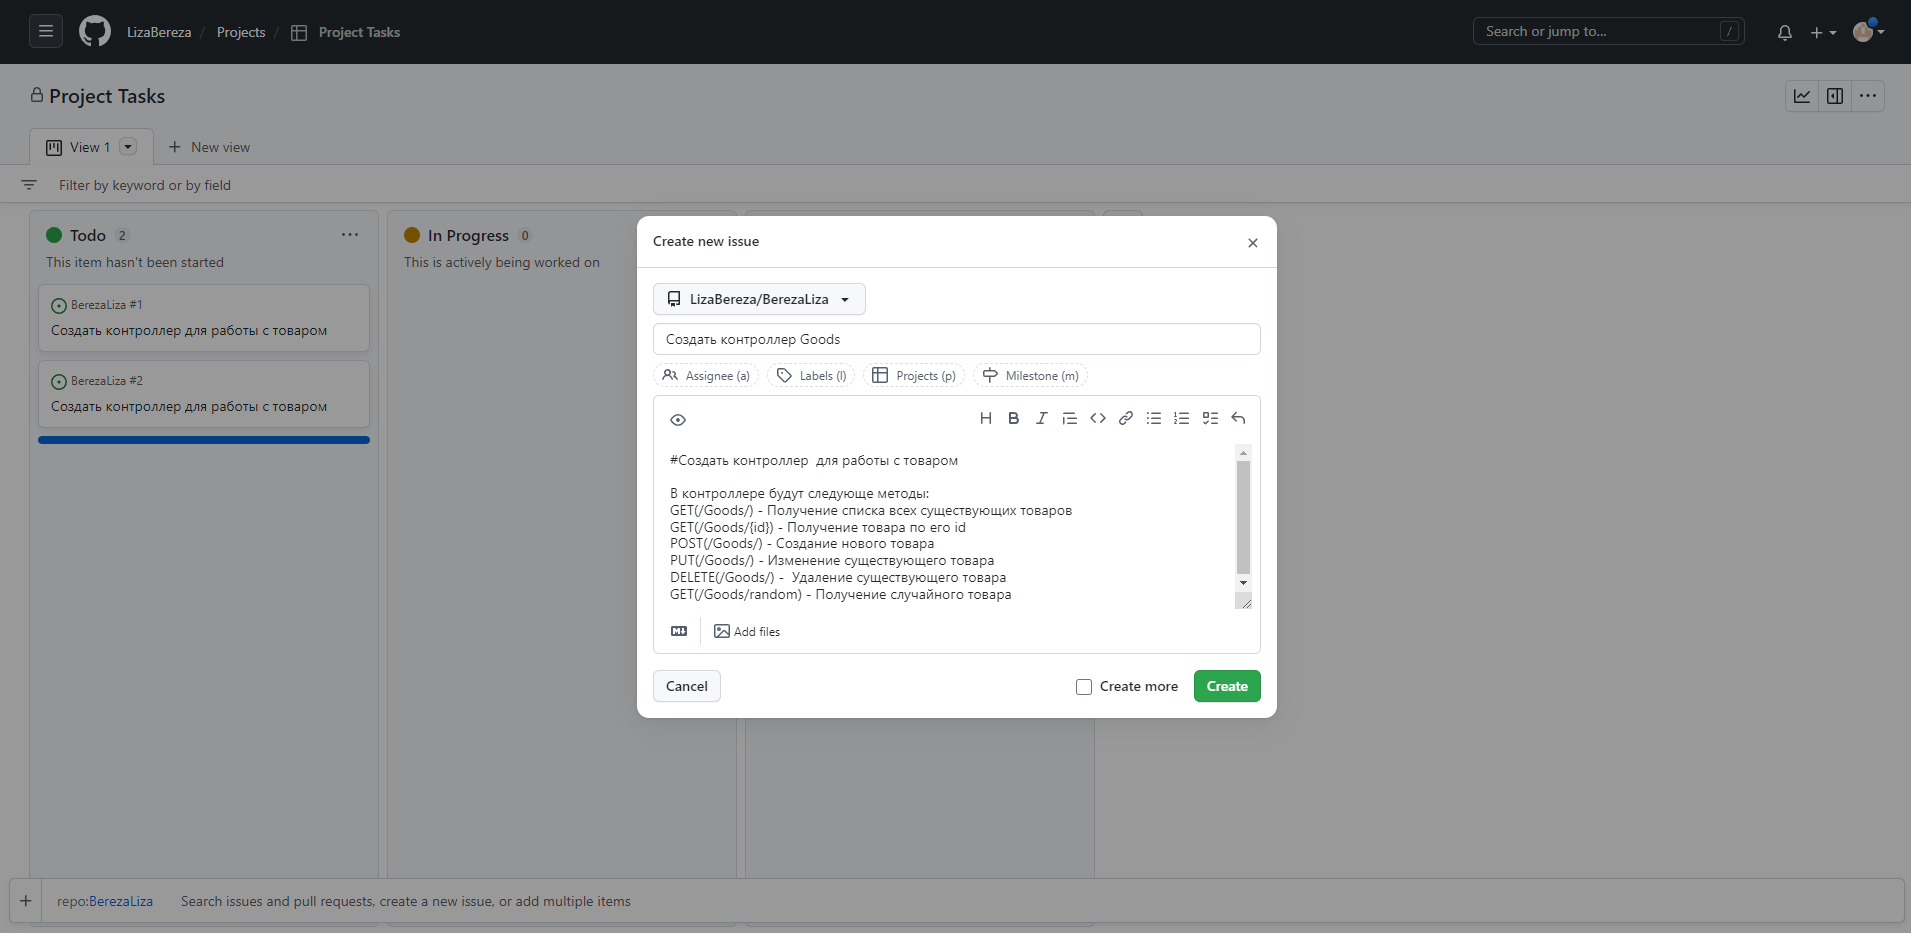 LizaBereza / Projects / Project Tasks
Search or jump to... /
Project Tasks
View 1
New view
Filter by keyword or by field
Todo 2
This item hasn't been started
BerezaLiza #1
Создать контроллер для работы с товаром
BerezaLiza #2
Создать контроллер для работы с товаром
In Progress 0
This is actively being worked on
Create new issue
LizaBereza/BerezaLiza
Создать контроллер Goods
Assignee (a) Labels (l) Projects (p) Milestone (m)
#Создать контроллер  для работы с товаром
В контроллере будут следующе методы:
GET(/Goods/) - Получение списка всех существующих товаров
GET(/Goods/{id}) - Получение товара по его id
POST(/Goods/) - Создание нового товара
PUT(/Goods/) - Изменение существующего товара
DELETE(/Goods/) -  Удаление существующего товара
GET(/Goods/random) - Получение случайного товара
Add files
Cancel
Create more
Create
repo:BerezaLiza Search issues and pull requests, create a new issue, or add multiple items